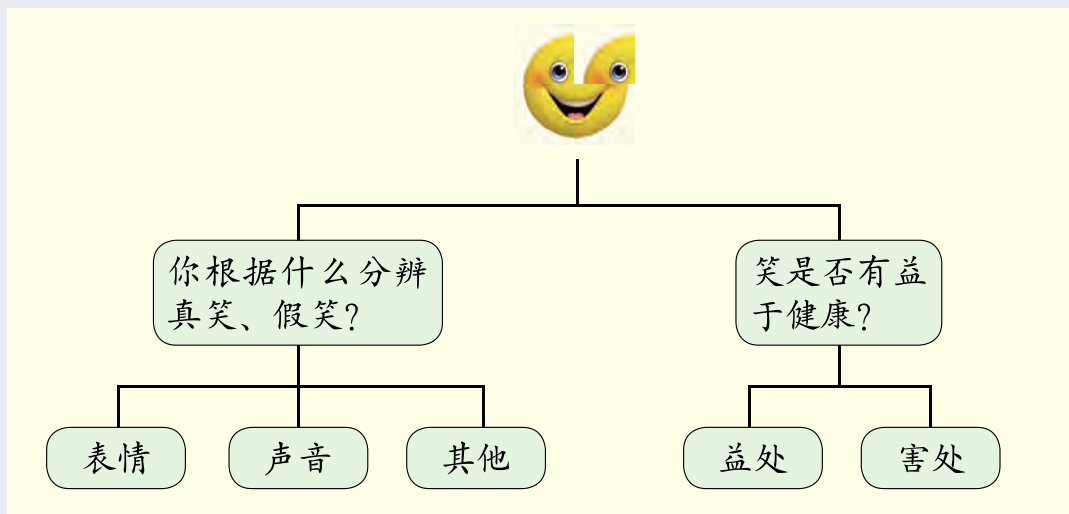 你根据什么分辨
真笑、假笑？
笑是否有益
于健康？
表情
声音
其他
益处
害处